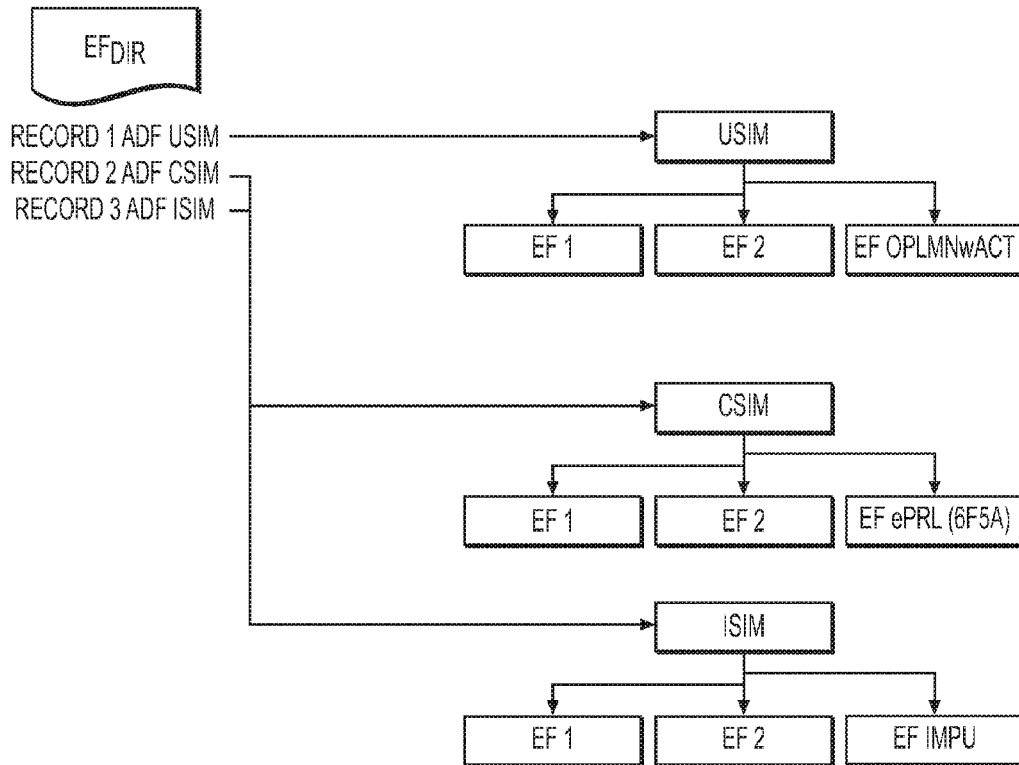 EFDIR
RECORD 1 ADF USIM
RECORD 2 ADF CSIM
RECORD 3 ADF ISIM
USIM
EF 1
EF 2
EF OPLMNwACT
CSIM
EF 1
EF 2
EF ePRL (6F5A)
ISIM
EF 1
EF 2
EF IMPU